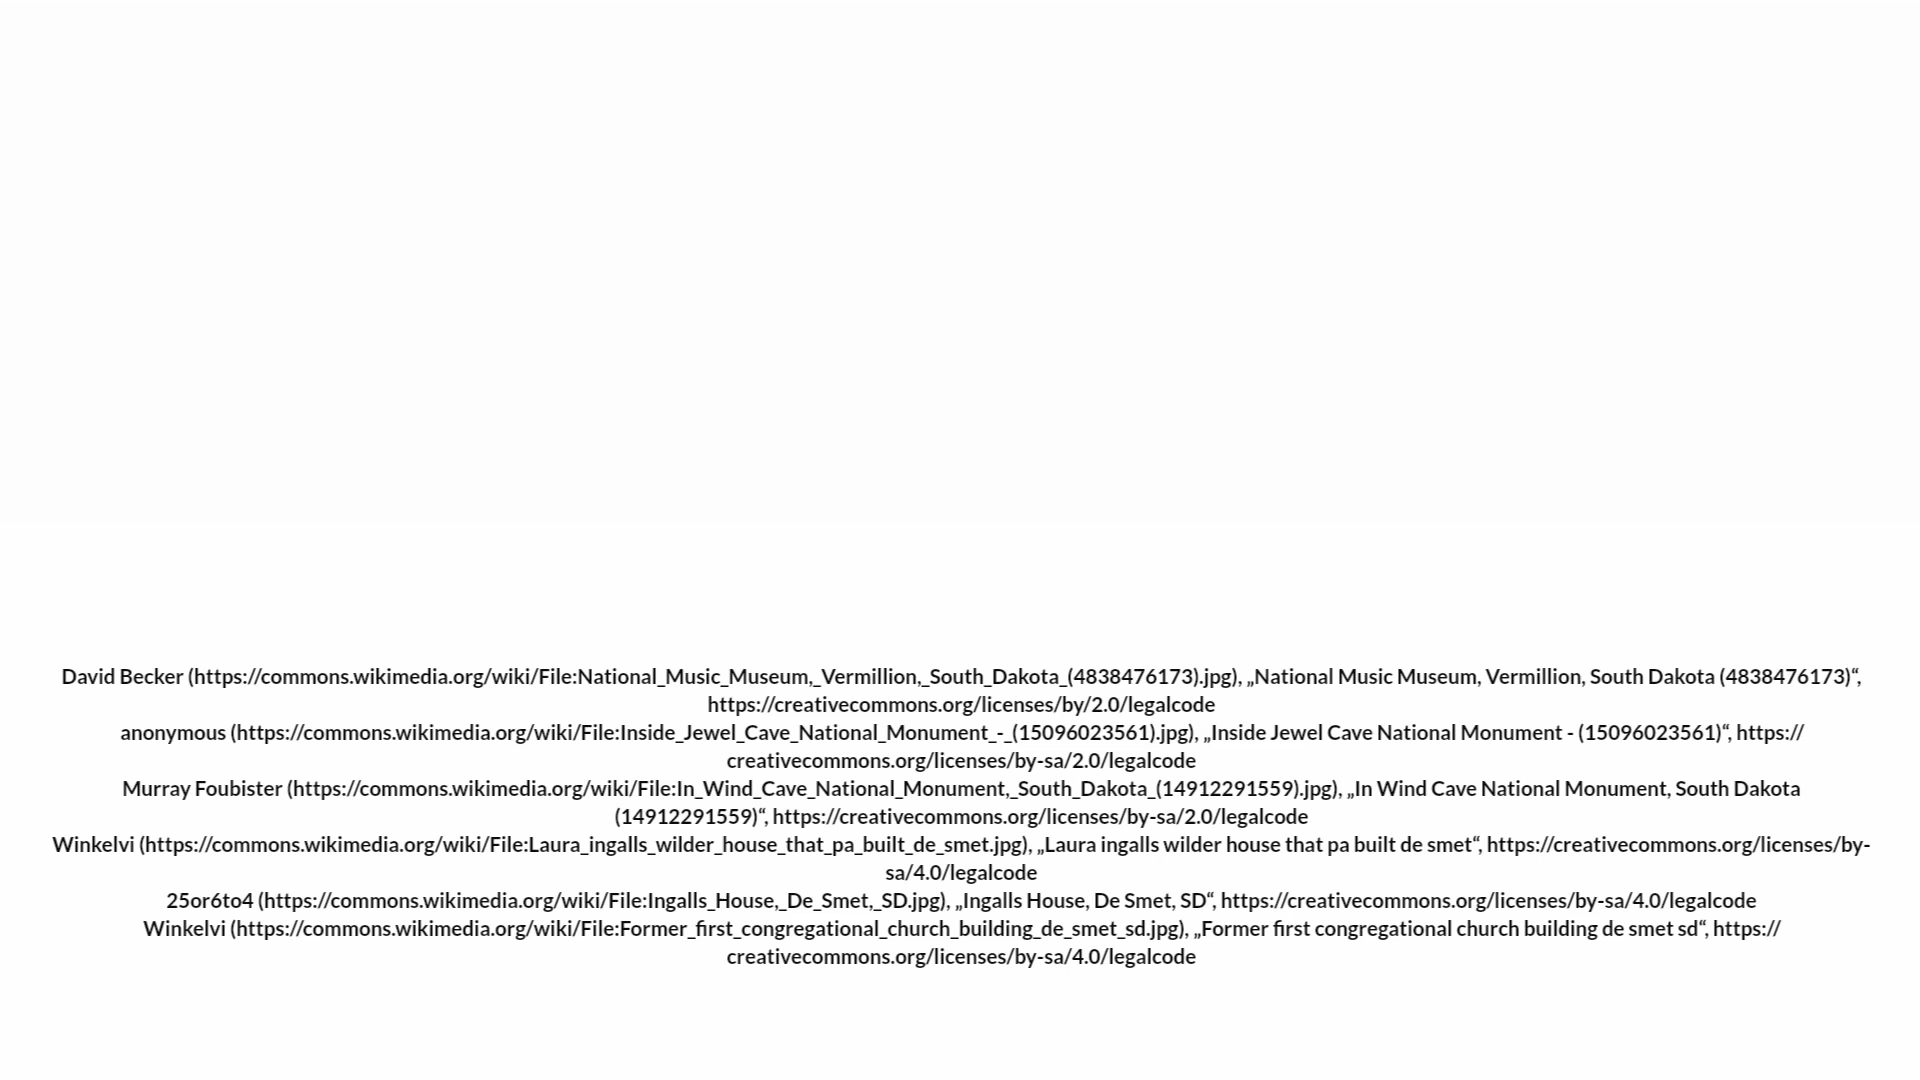 David Becker (https://commons.wikimedia.org/wiki/File:National_Music_Museum,_Vermillion,_South_Dakota_(4838476173).jpg), „National Music Museum, Vermillion, South Dakota (4838476173)“,
https://creativecommons.org/licenses/by/2.0/legalcode
anonymous (https://commons.wikimedia.org/wiki/File:Inside_Jewel_Cave_National_Monument_-_(15096023561).jpg), „Inside Jewel Cave National Monument - (15096023561)“, https://
creativecommons.org/licenses/by-sa/2.0/legalcode
Murray Foubister (https://commons.wikimedia.org/wiki/File:In_Wind_Cave_National_Monument,_South_Dakota_(14912291559).jpg), „In Wind Cave National Monument, South Dakota
(14912291559)“, https://creativecommons.org/licenses/by-sa/2.0/legalcode
Winkelvi (https://commons.wikimedia.org/wiki/File:Laura_ingalls_wilder_house_that_pa_built_de_smet.jpg), „Laura ingalls wilder house that pa built de smet“, https://creativecommons.org/licenses/by-
sa/4.0/legalcode
25or6to4 (https://commons.wikimedia.org/wiki/File:Ingalls_House,_De_Smet,_SD.jpg), „Ingalls House, De Smet, SD“, https://creativecommons.org/licenses/by-sa/4.0/legalcode
Winkelvi (https://commons.wikimedia.org/wiki/File:Former_first_congregational_church_building_de_smet_sd.jpg), „Former first congregational church building de smet sd“, https://
creativecommons.org/licenses/by-sa/4.0/legalcode